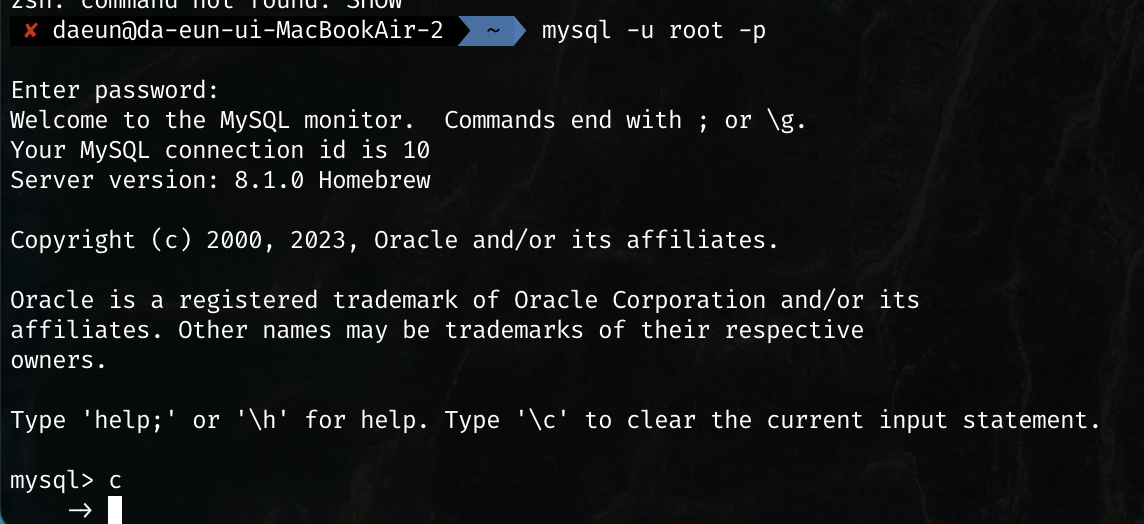 zsh: command not found: SHOW
✘ daeun@da-eun-ui-MacBookAir-2 ~ mysql -u root -p
Enter password:
Welcome to the MySQL monitor.  Commands end with ; or \g.
Your MySQL connection id is 10
Server version: 8.1.0 Homebrew
Copyright (c) 2000, 2023, Oracle and/or its affiliates.
Oracle is a registered trademark of Oracle Corporation and/or its
affiliates. Other names may be trademarks of their respective
owners.
Type 'help;' or '\h' for help. Type '\c' to clear the current input statement.
mysql> c
->